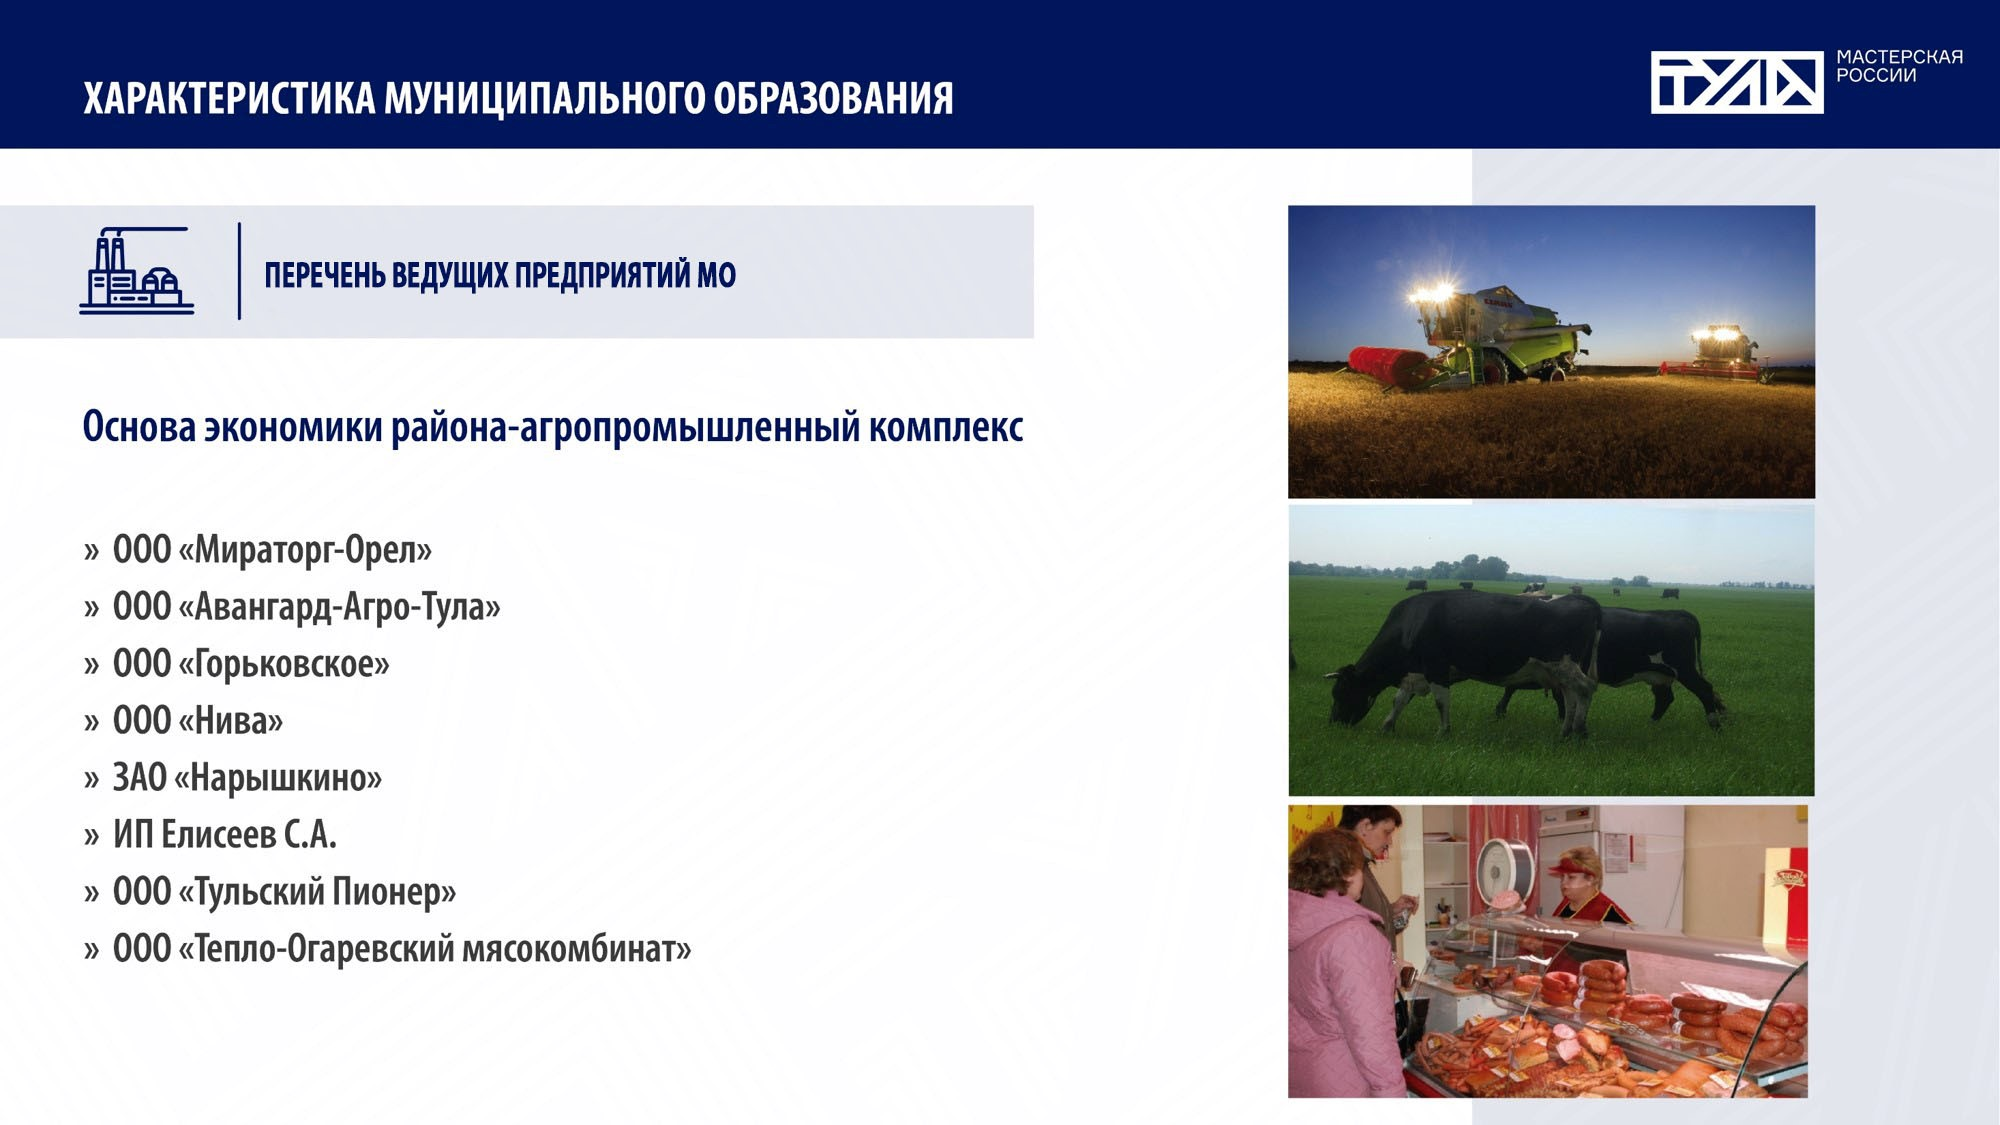 ХАРАКТЕРИСТИКА МУНИЦИПАЛЬНОГО ОБРАЗОВАНИЯ
ТУЛА
МАСТЕРСКАЯ
РОССИИ
ПЕРЕЧЕНЬ ВЕДУЩИХ ПРЕДПРИЯТИЙ МО
Основа экономики района-агропромышленный комплекс
» ООО «Мираторг-Орел»
» ООО «Авангард-Агро-Тула»
» ООО «Горьковское»
» ООО «Нива»
» ЗАО «Нарышкино»
» ИП Елисеев С.А.
» ООО «Тульский Пионер»
» ООО «Тепло-Огаревский мясокомбинат»